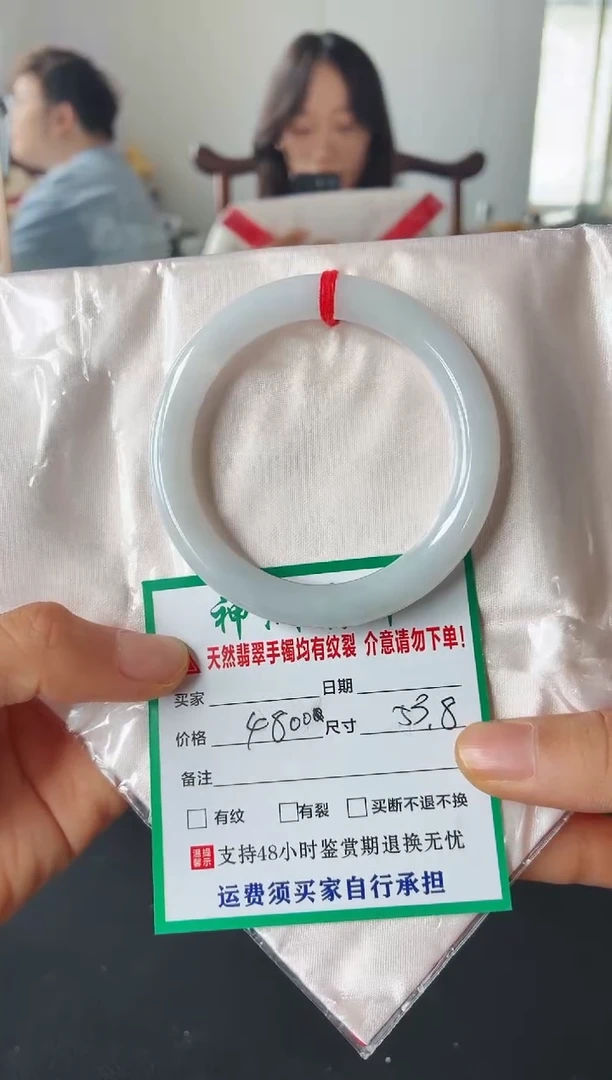 神
天然翡翠手镯均有纹裂 介意请勿下单!
买家 日期
价格 4800 尺寸 53.8
备注
有纹 有裂 买断不退不换
温馨提示 支持48小时鉴赏期退换无忧
运费须买家自行承担